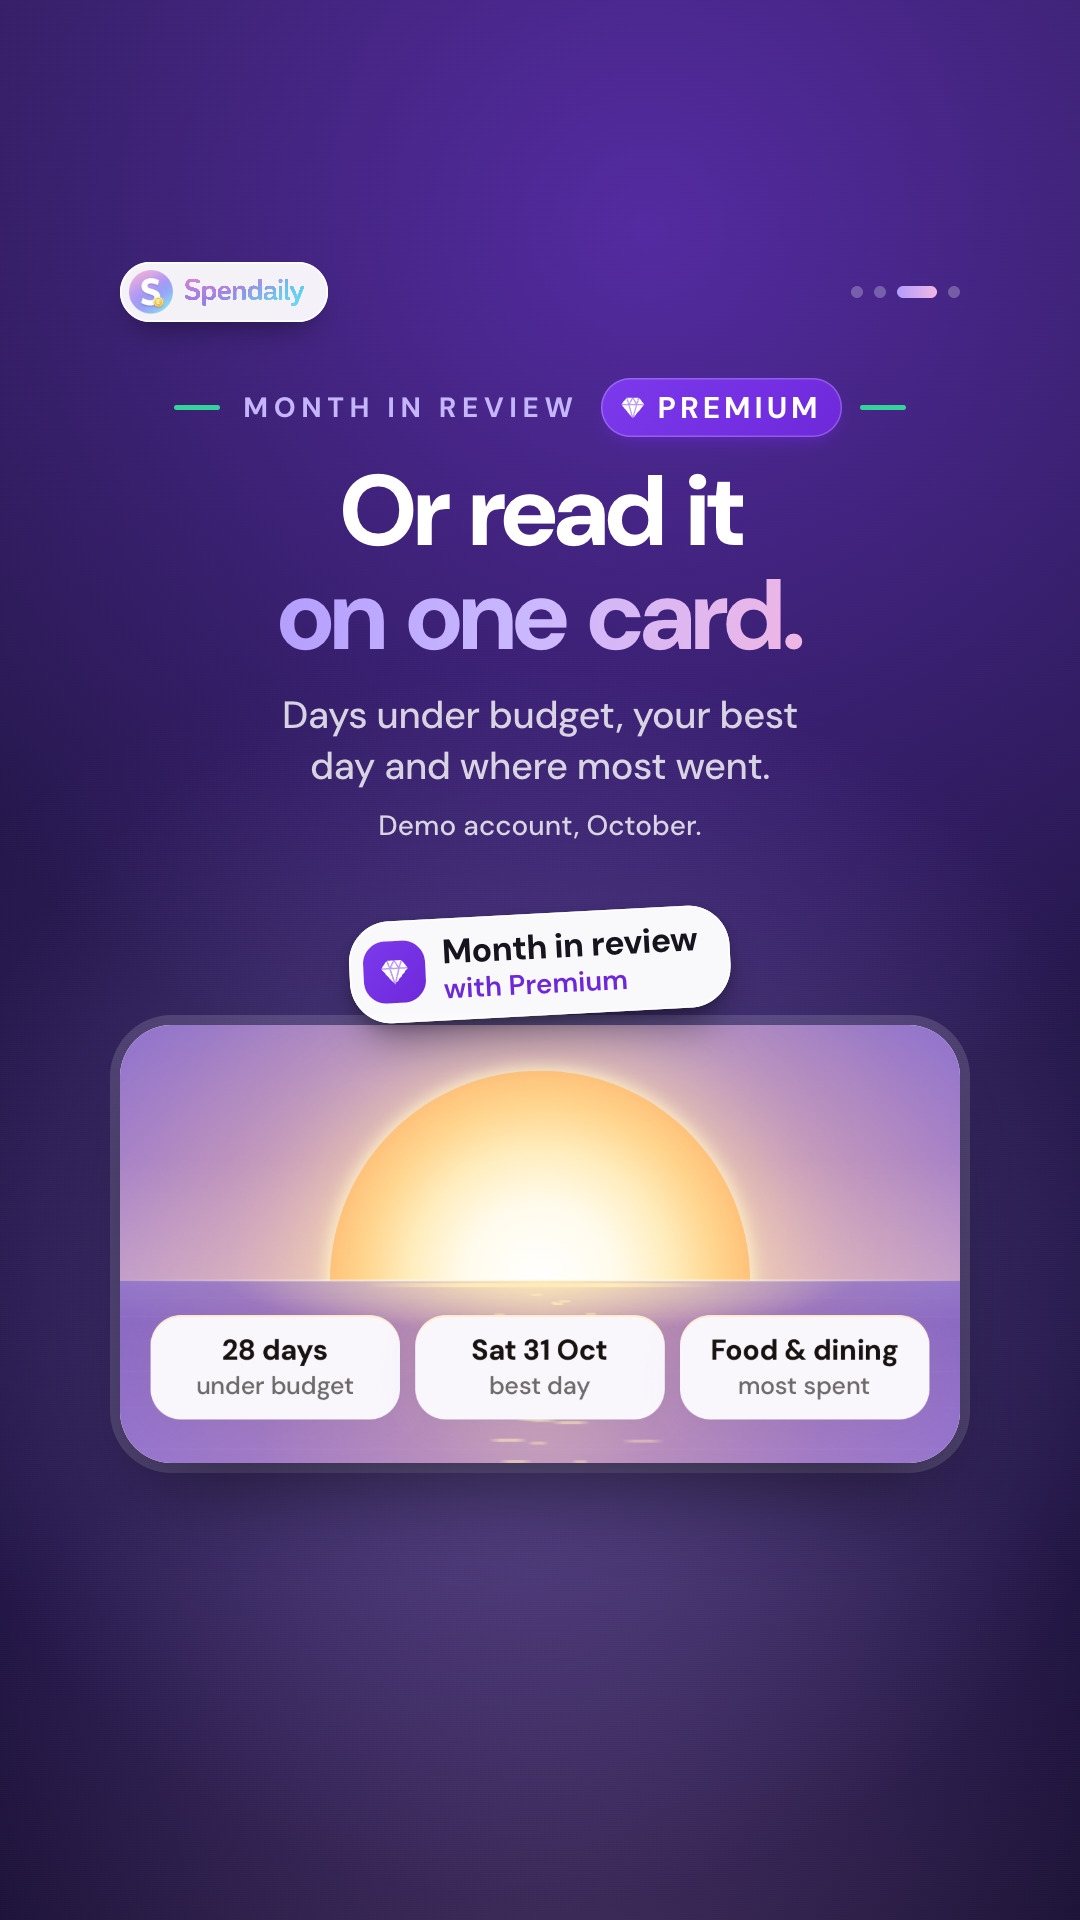 Spendaily
MONTH IN REVIEW PREMIUM
Or read it
on one card.
Days under budget, your best
day and where most went.
Demo account, October.
Month in review
with Premium
28 days
under budget
Sat 31 Oct
best day
Food & dining
most spent